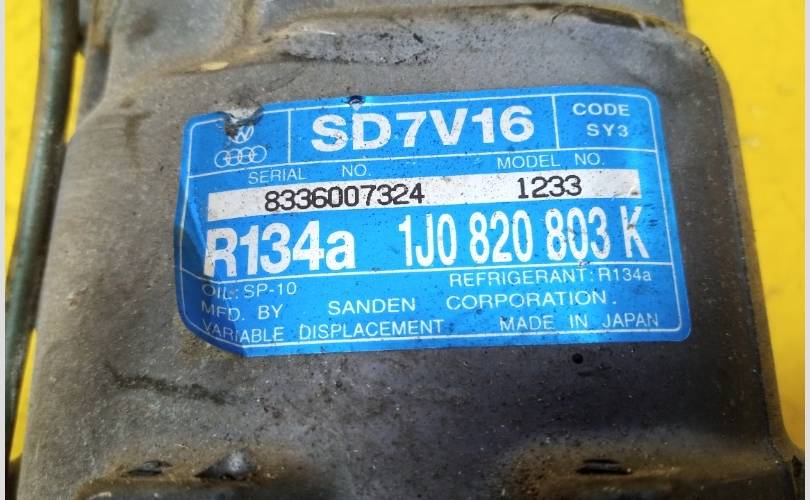 SD7V16
CODE
SY3
SERIAL NO. MODEL NO.
8336007324 1233
R134a 1J0 820 803 K
OIL: SP-10 REFRIGERANT: R134a
MFD. BY SANDEN CORPORATION.
VARIABLE DISPLACEMENT MADE IN JAPAN